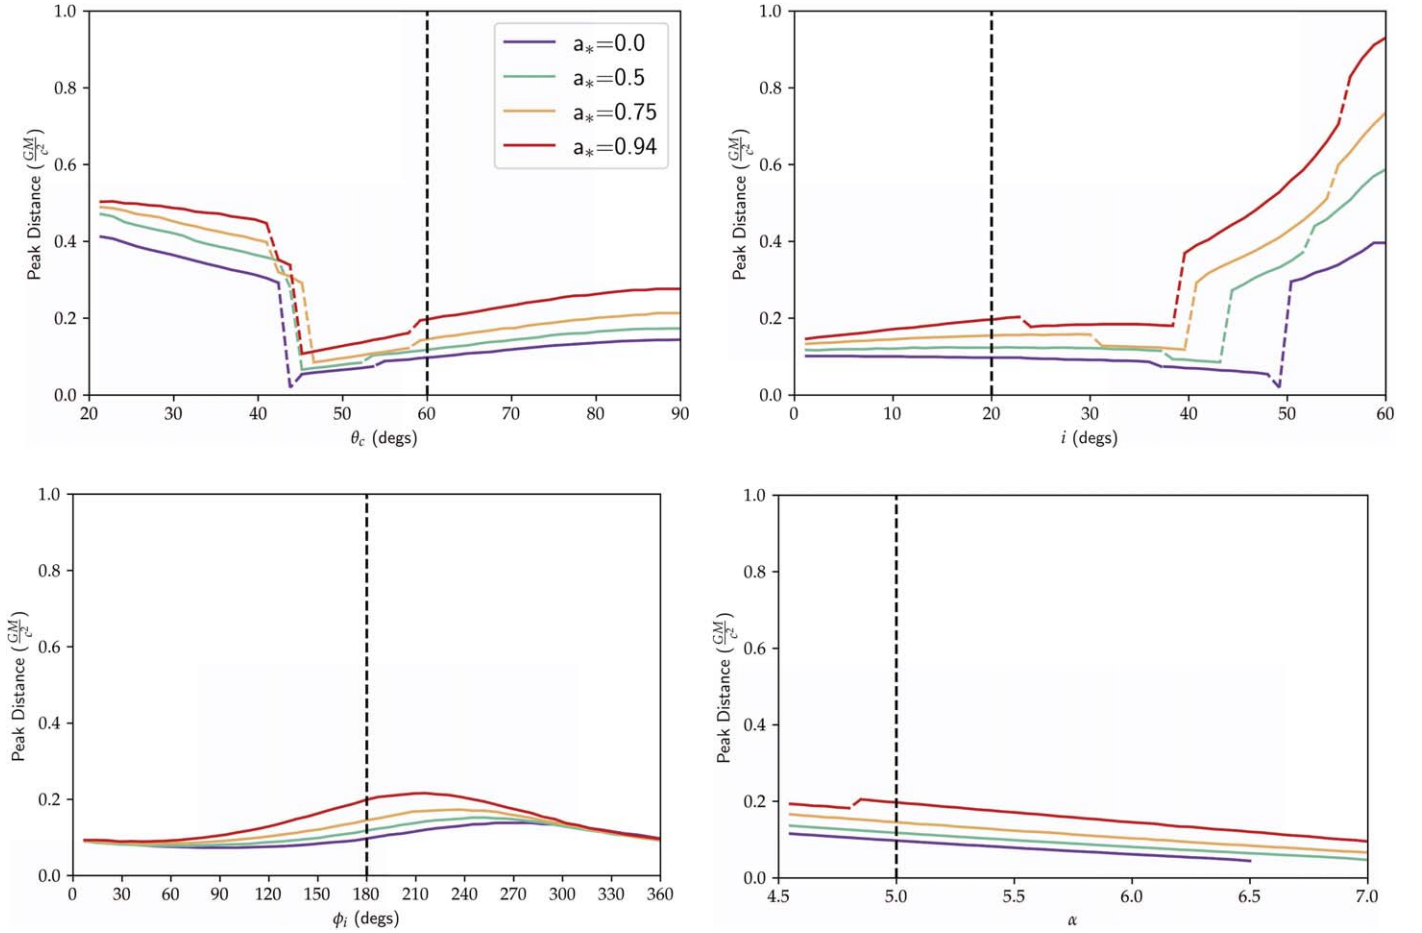 1.0
0.8
0.6
0.4
0.2
0.0
Peak Distance (GM/c²)
20 30 40 50 60 70 80 90
θc (degs)
a*=0.0
a*=0.5
a*=0.75
a*=0.94
1.0
0.8
0.6
0.4
0.2
0.0
Peak Distance (GM/c²)
0 10 20 30 40 50 60
i (degs)
1.0
0.8
0.6
0.4
0.2
0.0
Peak Distance (GM/c²)
0 30 60 90 120 150 180 210 240 270 300 330 360
ϕi (degs)
1.0
0.8
0.6
0.4
0.2
0.0
Peak Distance (GM/c²)
4.5 5.0 5.5 6.0 6.5 7.0
α